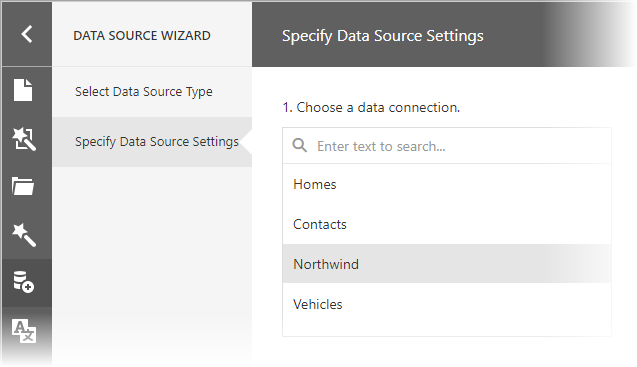 DATA SOURCE WIZARD
Specify Data Source Settings
Select Data Source Type
Specify Data Source Settings
1. Choose a data connection.
Enter text to search...
Homes
Contacts
Northwind
Vehicles